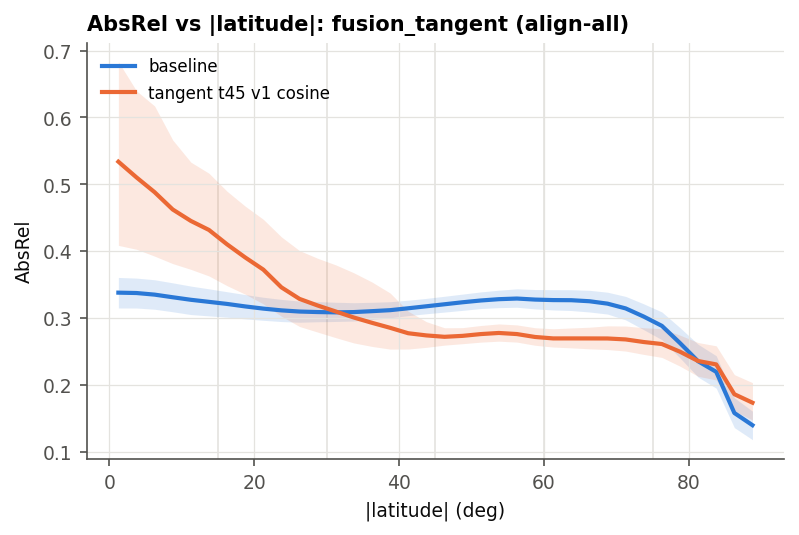 AbsRel vs |latitude|: fusion_tangent (align-all)
baseline
tangent t45 v1 cosine
AbsRel
0.7
0.6
0.5
0.4
0.3
0.2
0.1
0 20 40 60 80
|latitude| (deg)